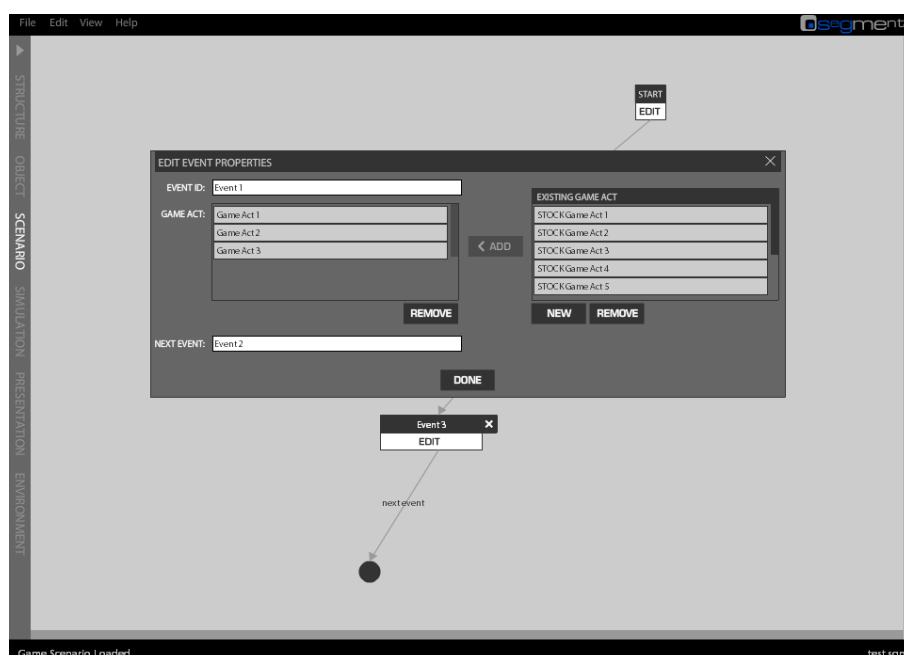 File Edit View Help
segment
STRUCTURE
OBJECT
SCENARIO
SIMULATION
PRESENTATION
ENVIRONMENT
START
EDIT
EDIT EVENT PROPERTIES
EVENT ID: Event 1
GAME ACT: Game Act 1
Game Act 2
Game Act 3
REMOVE
< ADD
EXISTING GAME ACT
STOCK Game Act 1
STOCK Game Act 2
STOCK Game Act 3
STOCK Game Act 4
STOCK Game Act 5
NEW REMOVE
NEXT EVENT: Event 2
DONE
Event 3
EDIT
next event
Game Scenario Loaded